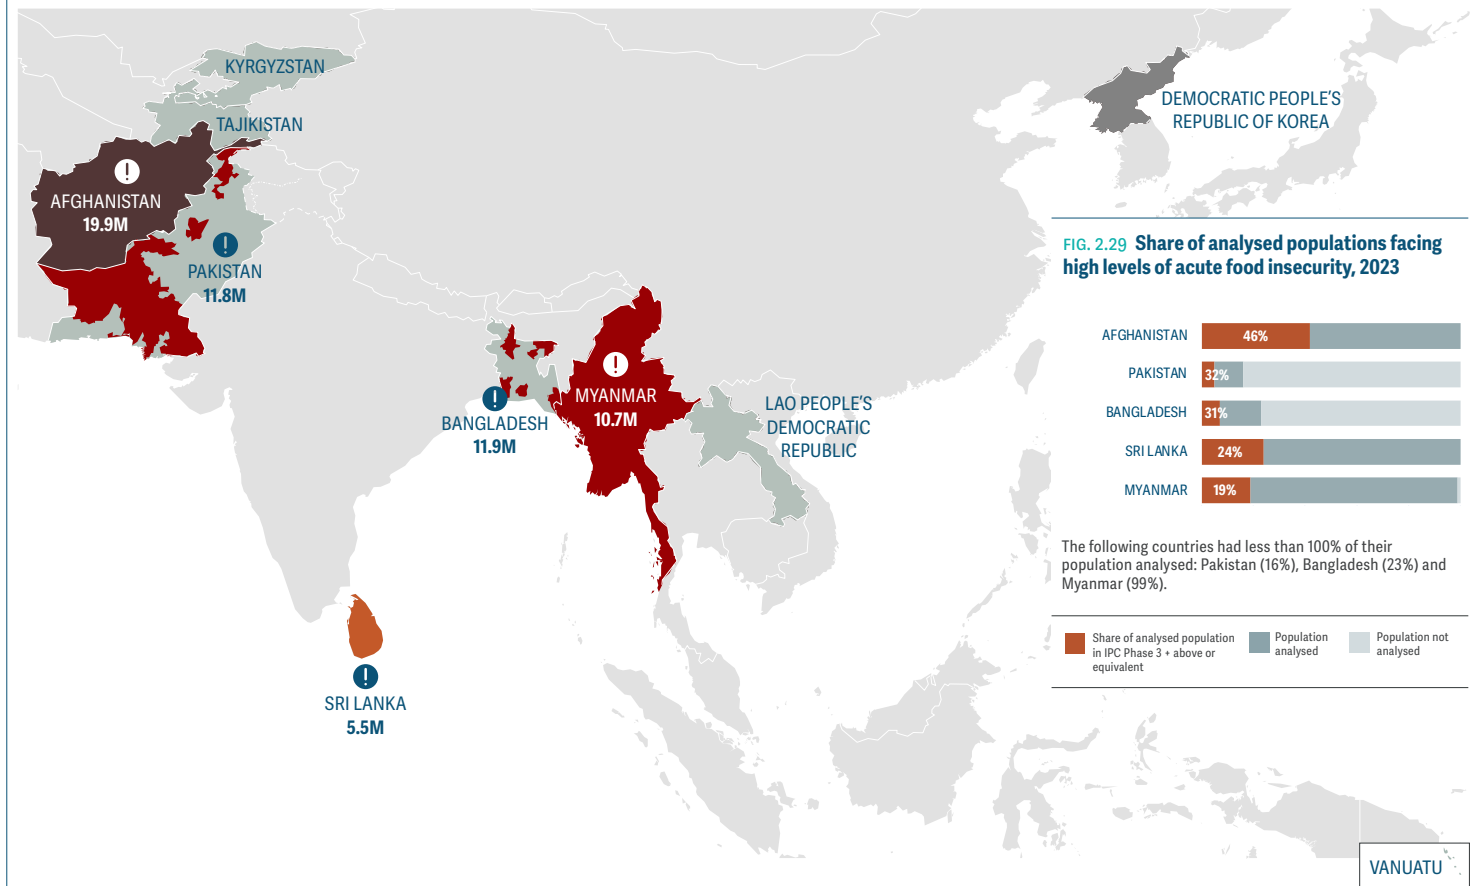 KYRGYZSTAN
TAJIKISTAN
!
AFGHANISTAN
19.9M
!
PAKISTAN
11.8M
DEMOCRATIC PEOPLE'S
REPUBLIC OF KOREA
!
MYANMAR
10.7M
!
BANGLADESH
11.9M
LAO PEOPLE'S
DEMOCRATIC
REPUBLIC
!
SRI LANKA
5.5M
FIG. 2.29 Share of analysed populations facing
high levels of acute food insecurity, 2023
AFGHANISTAN 46%
PAKISTAN 32%
BANGLADESH 31%
SRI LANKA 24%
MYANMAR 19%
The following countries had less than 100% of their
population analysed: Pakistan (16%), Bangladesh (23%) and
Myanmar (99%).
Share of analysed population
in IPC Phase 3 + above or
equivalent
Population
analysed
Population not
analysed
VANUATU